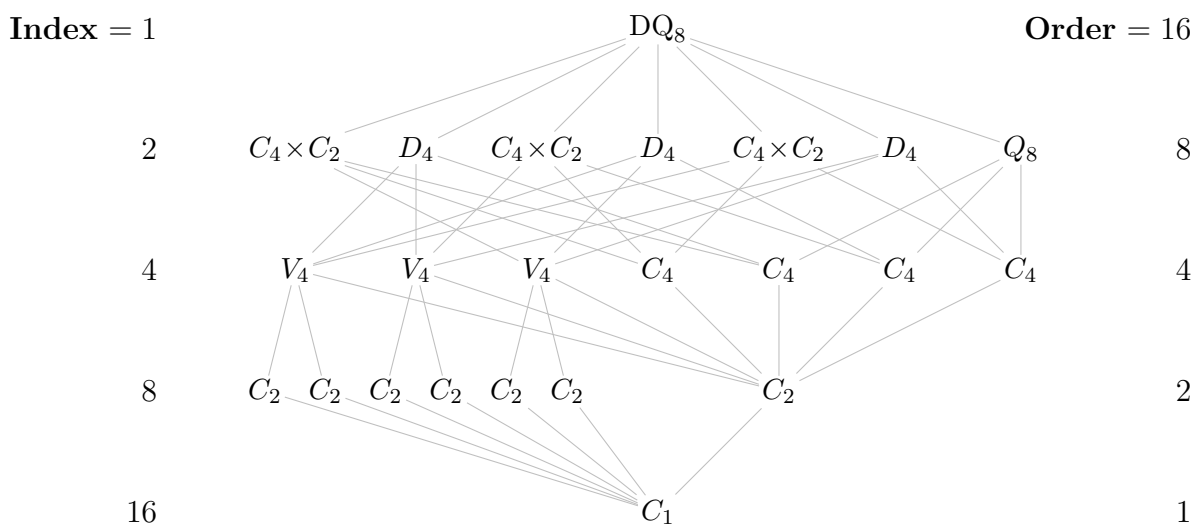 Index = 1 DQ₈ Order = 16
2 C₄×C₂ D₄ C₄×C₂ D₄ C₄×C₂ D₄ Q₈ 8
4 V₄ V₄ V₄ C₄ C₄ C₄ C₄ 4
8 C₂ C₂ C₂ C₂ C₂ C₂ C₂ 2
16 C₁ 1